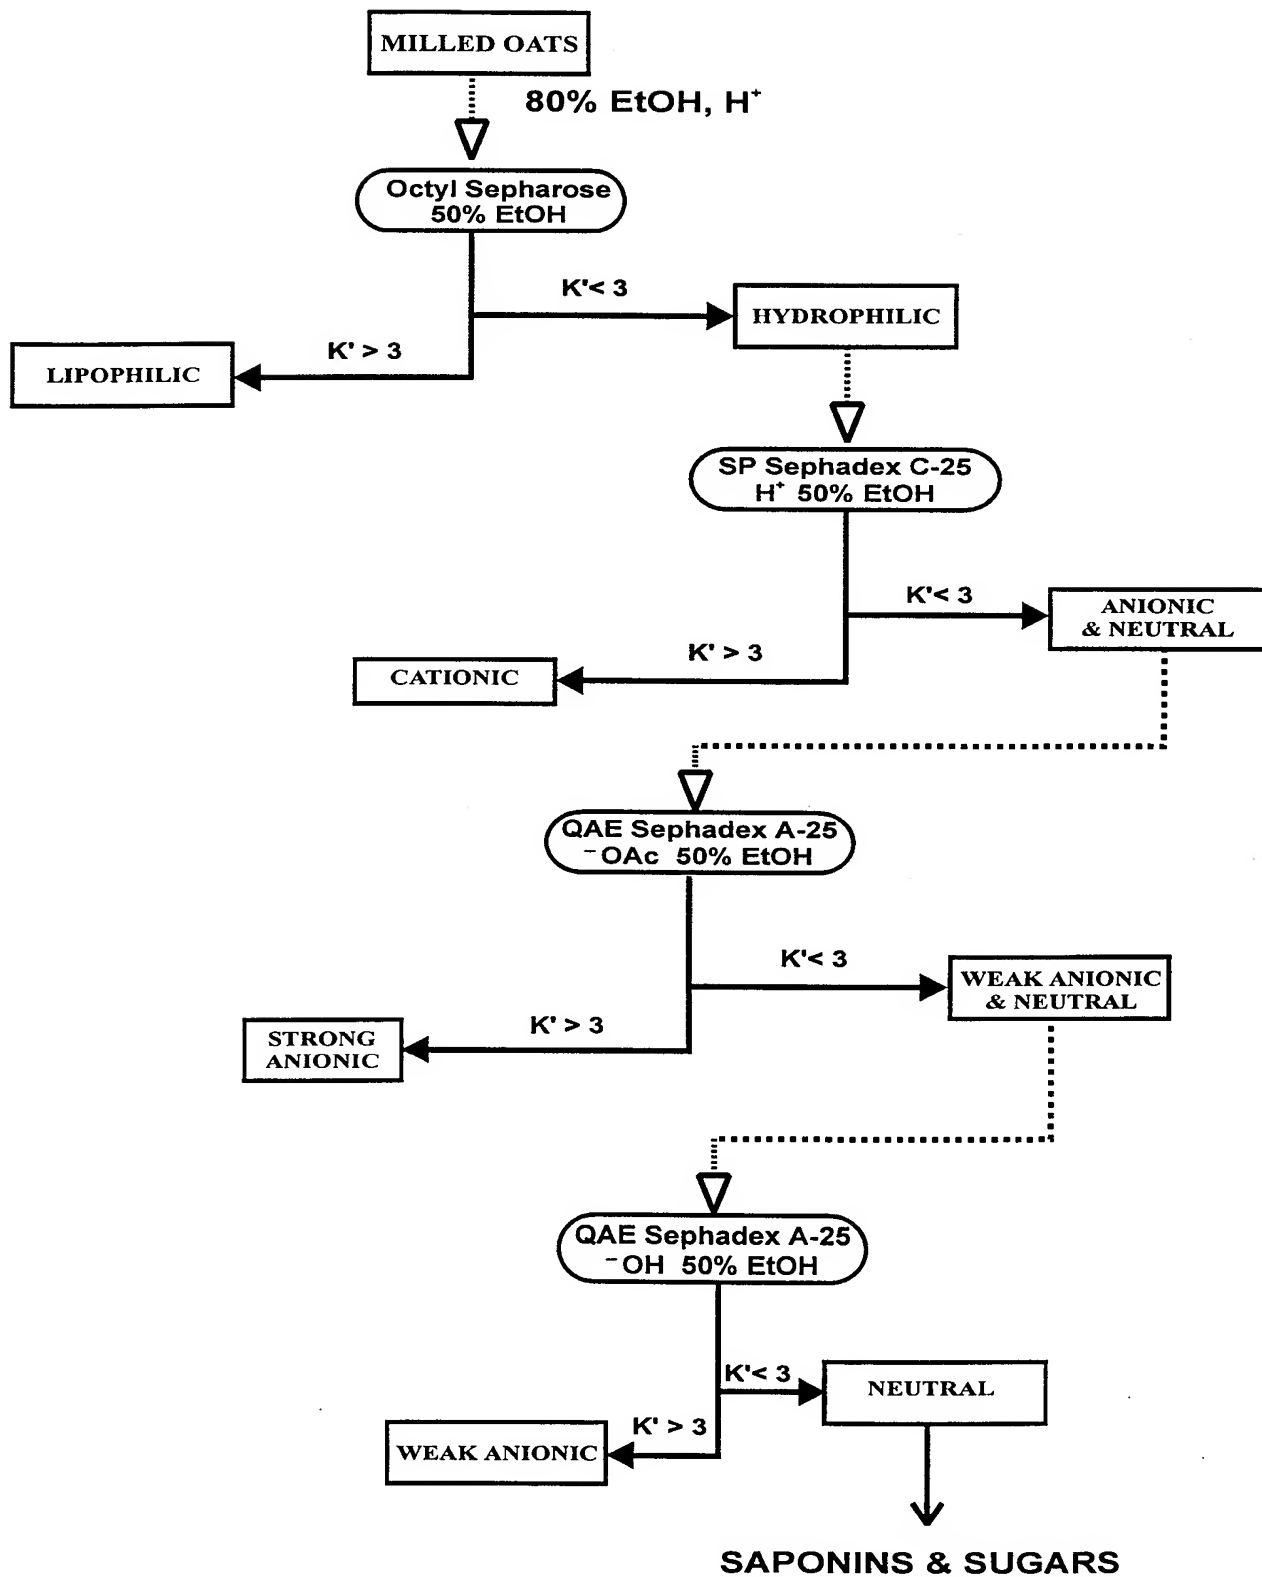 MILLED OATS
80% EtOH, H⁺
Octyl Sepharose
50% EtOH
K'< 3
HYDROPHILIC
K' > 3
LIPOPHILIC
SP Sephadex C-25
H⁺ 50% EtOH
K'< 3
ANIONIC
& NEUTRAL
K' > 3
CATIONIC
QAE Sephadex A-25
⁻OAc 50% EtOH
K'< 3
WEAK ANIONIC
& NEUTRAL
K' > 3
STRONG
ANIONIC
QAE Sephadex A-25
⁻OH 50% EtOH
K'< 3
NEUTRAL
K' > 3
WEAK ANIONIC
SAPONINS & SUGARS